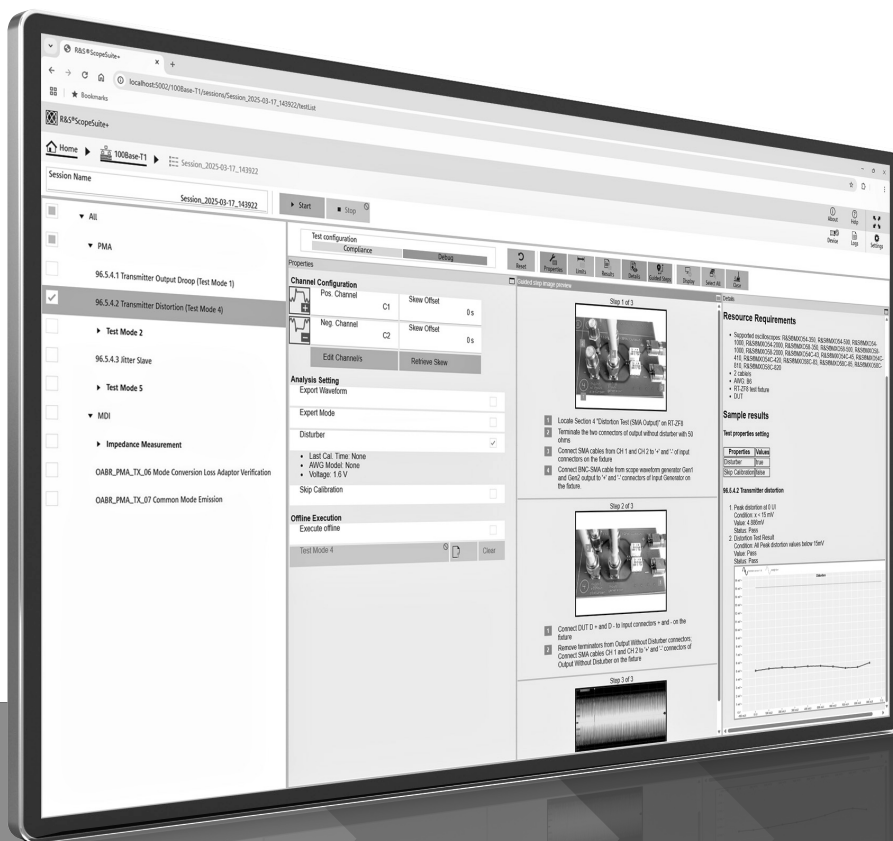 R&S®ScopeSuite+
localhost:5002/100Base-T1/sessions/Session_2025-03-17_143922/testList
Bookmarks
R&S®ScopeSuite+
Home
100Base-T1
Session_2025-03-17_143922
About
Help
Device
Logs
Settings
Session Name
Session_2025-03-17_143922
Start
Stop
All
PMA
96.5.4.1 Transmitter Output Droop (Test Mode 1)
96.5.4.2 Transmitter Distortion (Test Mode 4)
Test Mode 2
96.5.4.3 Jitter Slave
Test Mode 5
MDI
Impedance Measurement
OABR_PMA_TX_06 Mode Conversion Loss Adaptor Verification
OABR_PMA_TX_07 Common Mode Emission
Test configuration
Compliance
Debug
Reset
Properties
Limits
Results
Details
Guided Steps
Display
Select All
Clear
Properties
Channel Configuration
Pos. Channel
C1
Skew Offset
0 s
Neg. Channel
C2
Skew Offset
0 s
Edit Channel/s
Retrieve Skew
Analysis Setting
Export Waveform
Expert Mode
Disturber
• Last Cal. Time: None
• AWG Model: None
• Voltage: 1.6 V
Skip Calibration
Offline Execution
Execute offline
Test Mode 4
Clear
Guided step image preview
Step 1 of 3
1 Locate Section 4 "Distortion Test (SMA Output)" on RT-ZF8
2 Terminate the two connectors of output without disturber with 50
ohms
3 Connect SMA cables from CH 1 and CH 2 to '+' and '-' of input
connectors on the fixture
4 Connect BNC-SMA cable from scope waveform generator Gen1
and Gen2 output to '+' and '-' connectors of Input Generator on
the fixture.
Step 2 of 3
1 Connect DUT D + and D - to Input connectors + and - on the
fixture
2 Remove terminators from Output Without Disturber connectors,
Connect SMA cables CH 1 and CH 2 to '+' and '-' connectors of
Output Without Disturber on the fixture
Step 3 of 3
Details
Resource Requirements
• 2 cables
• AWG: B6
• RT-ZF8 test fixture
• DUT
Sample results
Test properties setting
Properties Values
Disturber true
Skip Calibration false
96.5.4.2 Transmitter distortion
1. Peak distortion at 0 UI
Condition: x < 15 mV
Value: 4.986mV
Status: Pass
2. Distortion Test Result
Condition: All Peak distortion values below 15mV
Value: Pass
Status: Pass
Distortion